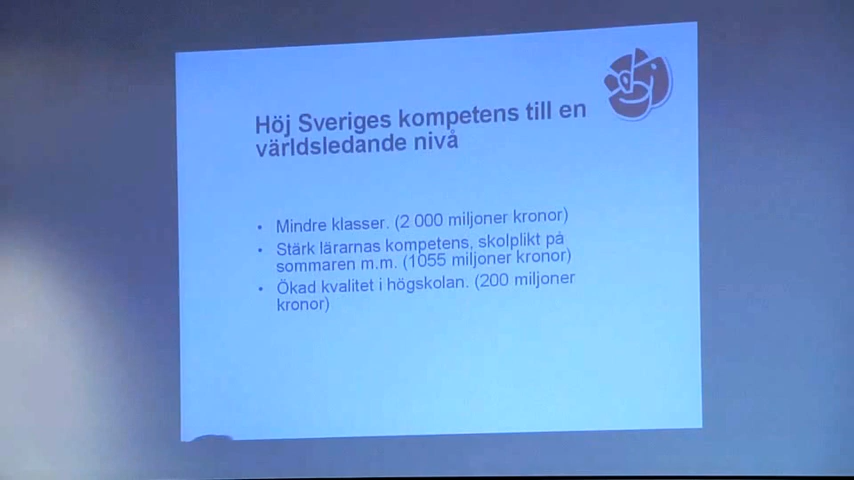 Höj Sveriges kompetens till en
världsledande nivå
• Mindre klasser. (2 000 miljoner kronor)
• Stärk lärarnas kompetens, skolplikt på
sommaren m.m. (1055 miljoner kronor)
• Ökad kvalitet i högskolan. (200 miljoner
kronor)